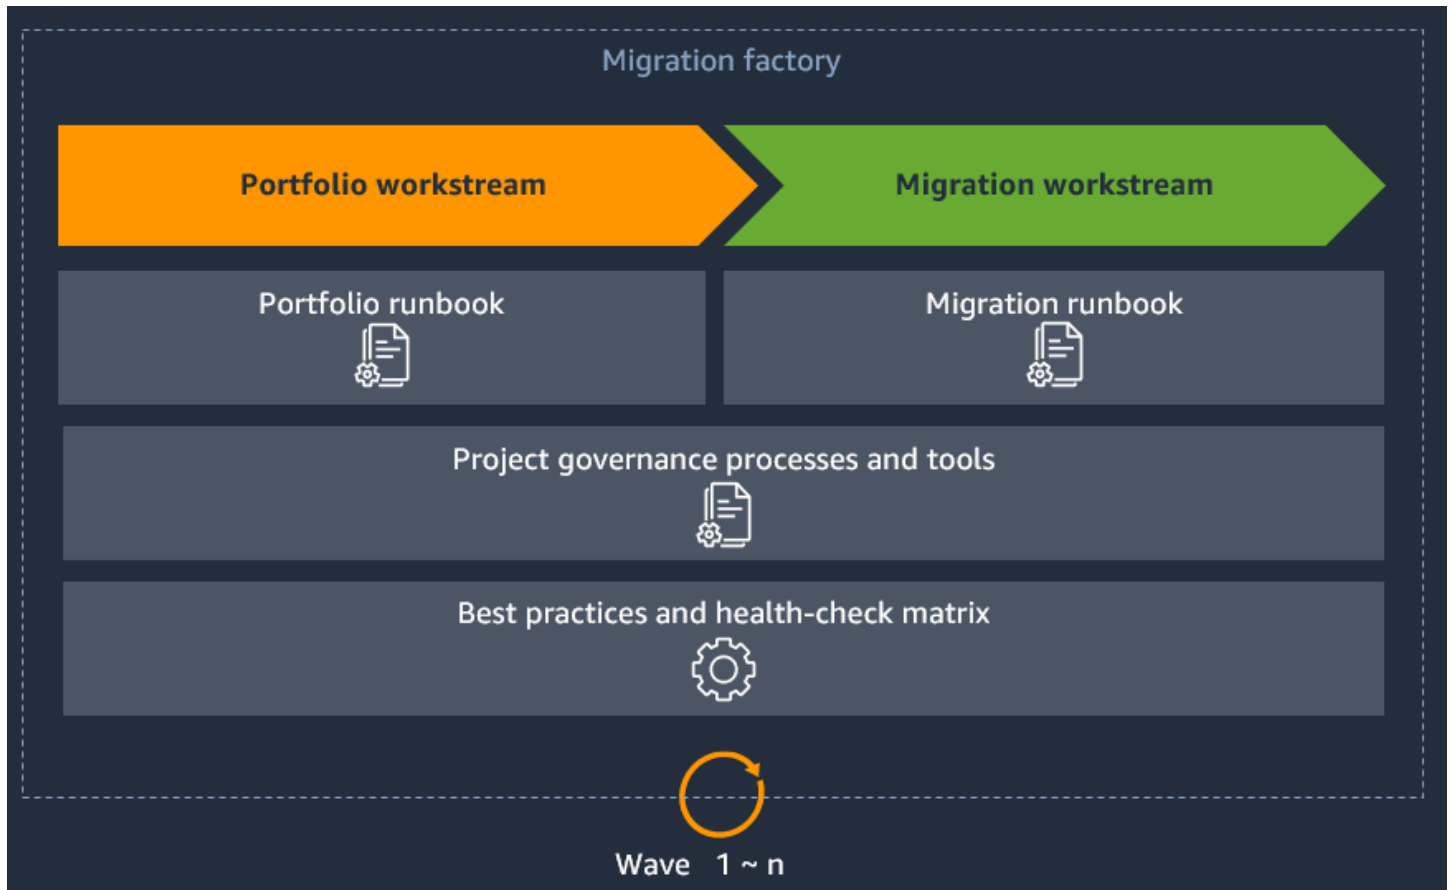 Migration factory
Portfolio workstream
Migration workstream
Portfolio runbook
Migration runbook
Project governance processes and tools
Best practices and health-check matrix
Wave 1 ~ n